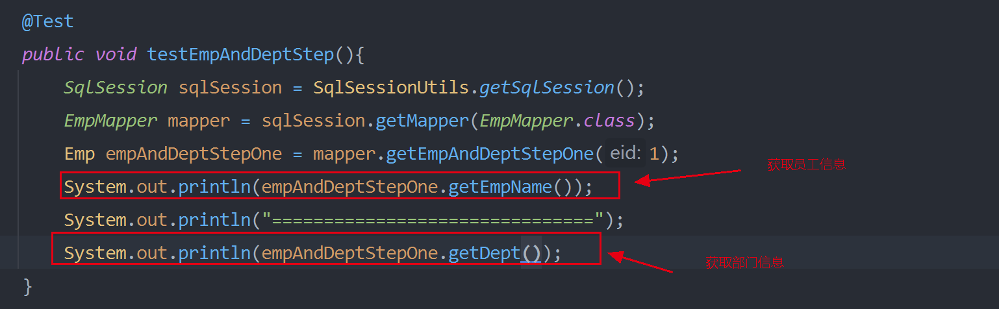 @Test
public void testEmpAndDeptStep(){
SqlSession sqlSession = SqlSessionUtils.getSqlSession();
EmpMapper mapper = sqlSession.getMapper(EmpMapper.class);
Emp empAndDeptStepOne = mapper.getEmpAndDeptStepOne( eid: 1);
获取员工信息
System.out.println(empAndDeptStepOne.getEmpName());
System.out.println("===============================");
System.out.println(empAndDeptStepOne.getDept());
获取部门信息
}